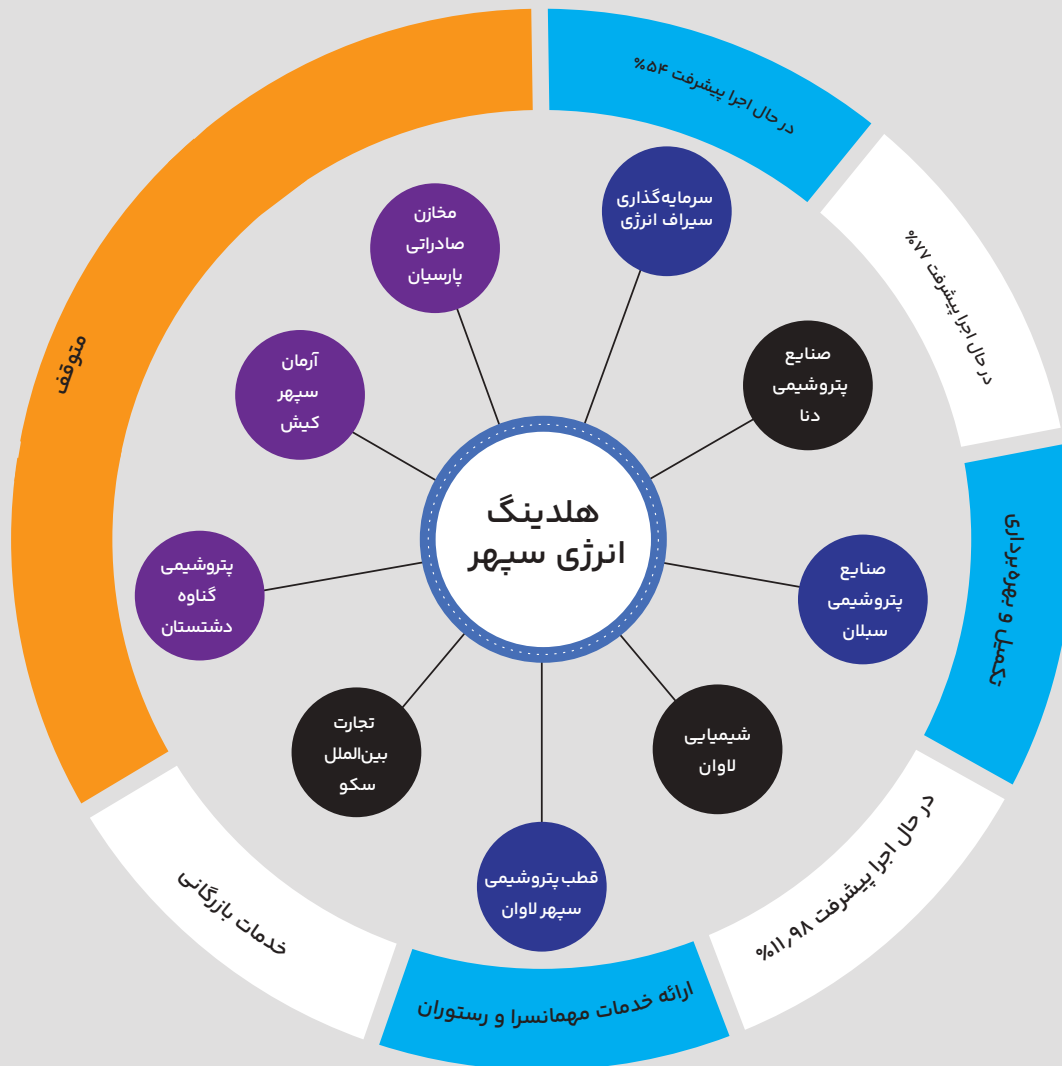 هلدینگ
انرژی سپهر
سرمایه‌گذاری
سیراف انرژی
صنایع
پتروشیمی
دنا
صنایع
پتروشیمی
سبلان
شیمیایی
لاوان
قطب پتروشیمی
سپهر لاوان
تجارت
بین‌الملل
سکو
پتروشیمی
گناوه
دشتستان
آرمان
سپهر
کیش
مخازن
صادراتی
پارسیان
در حال اجرا پیشرفت ۵۴%
در حال اجرا پیشرفت ۷۷%
تکمیل و بهره‌برداری
در حال اجرا پیشرفت ۱۱٫۹۸%
ارائه خدمات مهمانسرا و رستوران
خدمات بازرگانی
متوقف